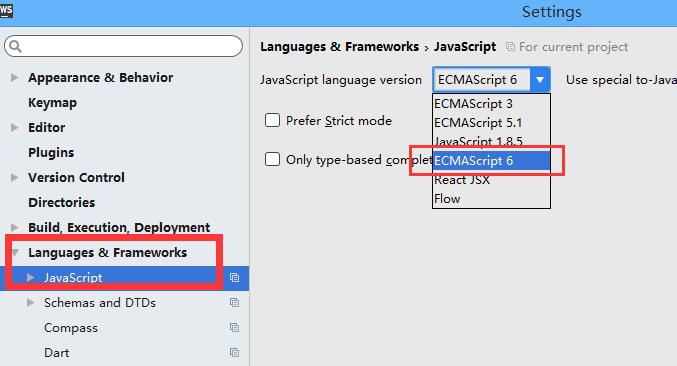 WS
Settings
Languages & Frameworks › JavaScript For current project
Appearance & Behavior
Keymap
Editor
Plugins
Version Control
Directories
Build, Execution, Deployment
Languages & Frameworks
JavaScript
Schemas and DTDs
Compass
Dart
JavaScript language version ECMAScript 6 Use special to-Java
ECMAScript 3
ECMAScript 5.1
JavaScript 1.8.5
ECMAScript 6
React JSX
Flow
Prefer Strict mode
Only type-based complet